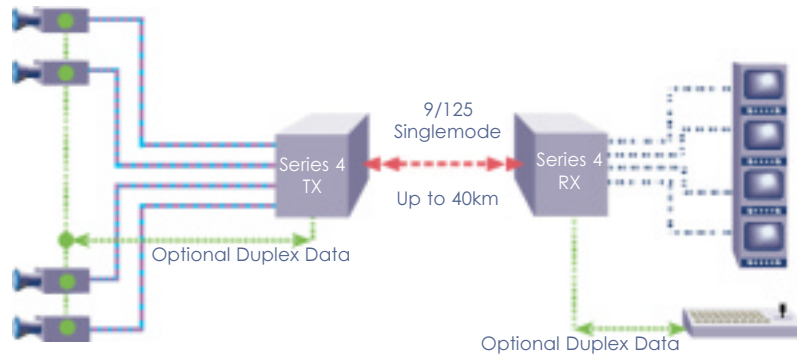 9/125
Singlemode
Series 4
TX
Series 4
RX
Up to 40km
Optional Duplex Data
Optional Duplex Data